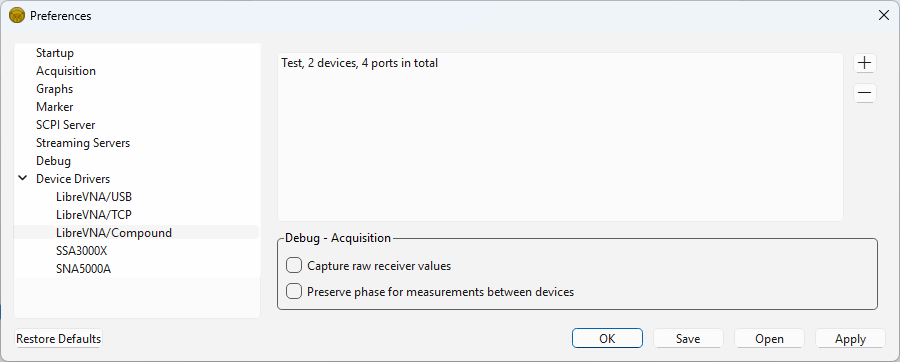 Preferences
Startup
Acquisition
Graphs
Marker
SCPI Server
Streaming Servers
Debug
Device Drivers
LibreVNA/USB
LibreVNA/TCP
LibreVNA/Compound
SSA3000X
SNA5000A
Test, 2 devices, 4 ports in total
Debug - Acquisition
Capture raw receiver values
Preserve phase for measurements between devices
Restore Defaults
OK
Save
Open
Apply